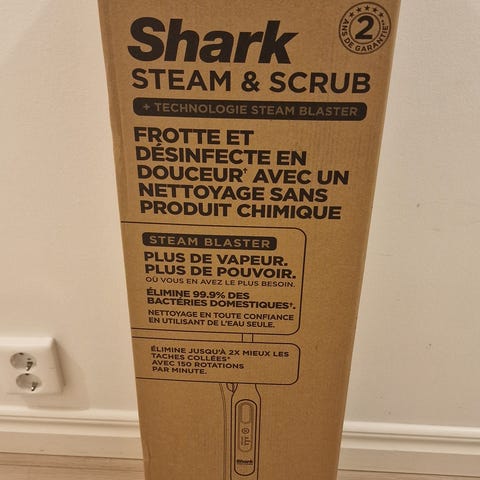 Shark
STEAM & SCRUB
+ TECHNOLOGIE STEAM BLASTER
2
ANS DE GARANTIE**
FROTTE ET
DÉSINFECTE EN
DOUCEUR† AVEC UN
NETTOYAGE SANS
PRODUIT CHIMIQUE
STEAM BLASTER
PLUS DE VAPEUR.
PLUS DE POUVOIR.
OÙ VOUS EN AVEZ LE PLUS BESOIN.
ÉLIMINE 99.9% DES
BACTÉRIES DOMESTIQUES†.
NETTOYAGE EN TOUTE CONFIANCE
EN UTILISANT DE L'EAU SEULE.
ÉLIMINE JUSQU'À 2X MIEUX LES
TACHES COLLÉES*
AVEC 150 ROTATIONS
PAR MINUTE.
Shark